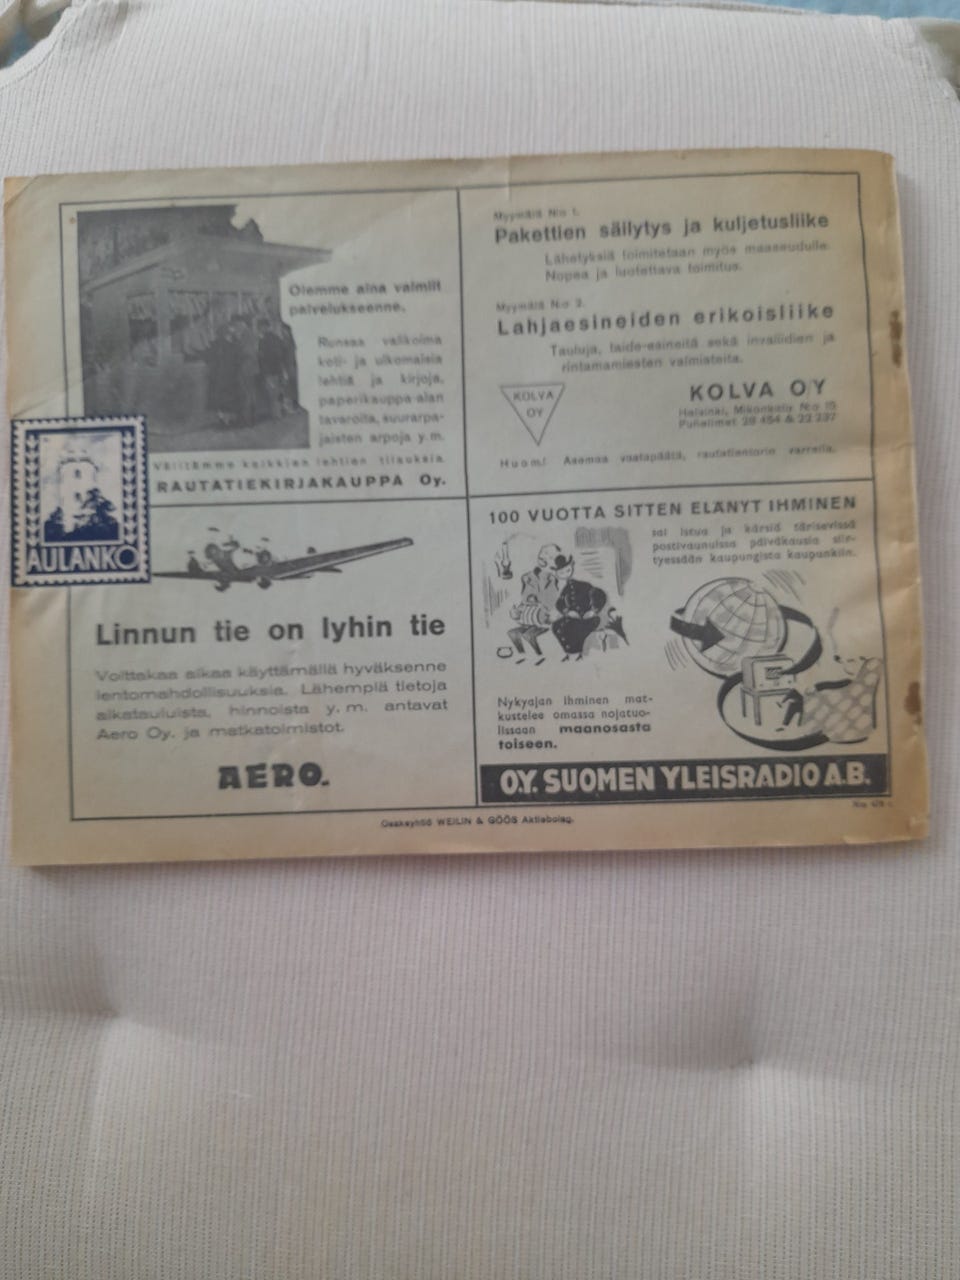 Olemme aina valmiit
palvelukseenne.
Runsas valikoima
koti- ja ulkomaisia
lehtiä ja kirjoja,
paperikauppa-alan
tavaroita, suurarpa-
jaisten arpoja y.m.
Välitämme kaikkien lehtien tilauksia.
RAUTATIEKIRJAKAUPPA Oy.
Myymälä N:o 1.
Pakettien säilytys ja kuljetusliike
Lähetyksiä toimitetaan myös maaseudulle.
Nopea ja luotettava toimitus.
Myymälä N:o 2.
Lahjaesineiden erikoisliike
Tauluja, taide-esineitä sekä invaliidien ja
rintamamiesten valmisteita.
KOLVA
OY
KOLVA OY
Helsinki, Mikonkatu N:o 15
Puhelimet 28 454 & 22 237
Huom! Asemaa vastapäätä, rautatientorin varrella.
AULANKO
Linnun tie on lyhin tie
Voittakaa aikaa käyttämällä hyväksenne
lentomahdollisuuksia. Lähempiä tietoja
aikatauluista, hinnoista y.m. antavat
Aero Oy. ja matkatoimistot.
AERO.
100 VUOTTA SITTEN ELÄNYT IHMINEN
sai istua ja kärsiä tärisevissä
postivaunuissa päiväkausia siir-
tyessään kaupungista kaupunkiin.
Nykyajan ihminen mat-
kustelee omassa nojatuo-
lissaan maanosasta
toiseen.
O.Y. SUOMEN YLEISRADIO A.B.
Osakeyhtiö WEILIN & GÖÖS Aktiebolag.